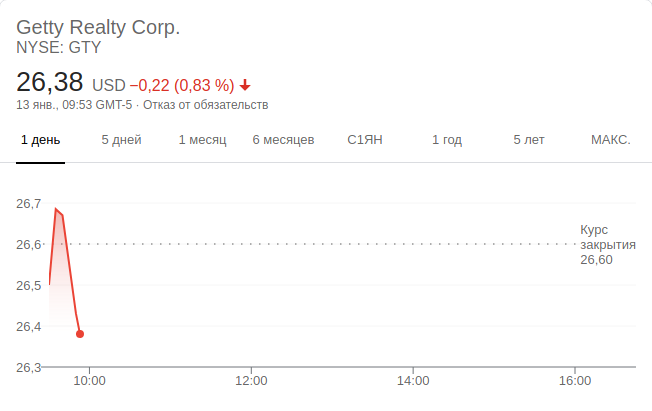 Getty Realty Corp.
NYSE: GTY
26,38 USD −0,22 (0,83 %)
13 янв., 09:53 GMT-5 · Отказ от обязательств
1 день 5 дней 1 месяц 6 месяцев С1ЯН 1 год 5 лет МАКС.
26,7
Курс
26,6 закрытия
26,60
26,5
26,4
26,3
10:00 12:00 14:00 16:00